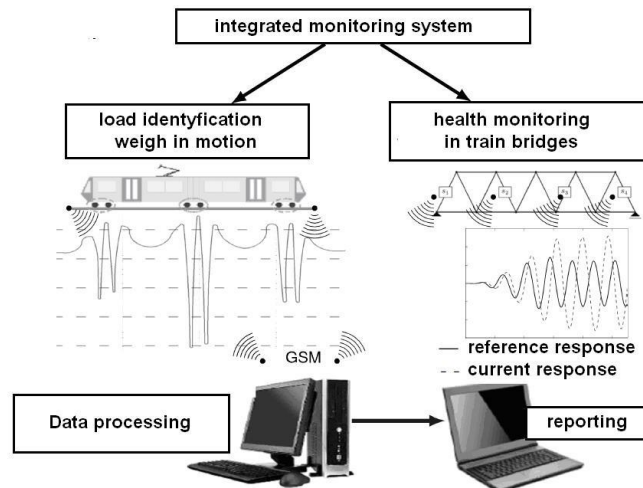 integrated monitoring system
load identyfication
weigh in motion
health monitoring
in train bridges
GSM
reference response
current response
Data processing
reporting